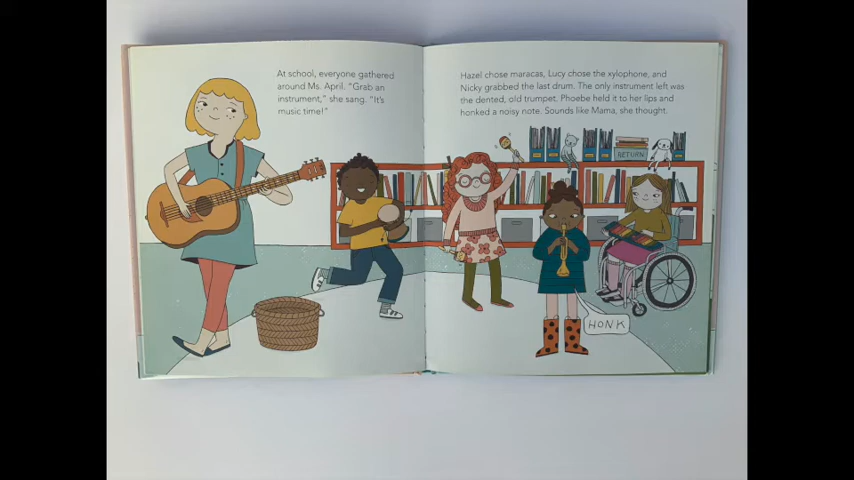 At school, everyone gathered
around Ms. April. "Grab an
instrument," she sang. "It's
music time!"
Hazel chose maracas, Lucy chose the xylophone, and
Nicky grabbed the last drum. The only instrument left was
the dented, old trumpet. Phoebe held it to her lips and
honked a noisy note. Sounds like Mama, she thought.
RETURN
HONK